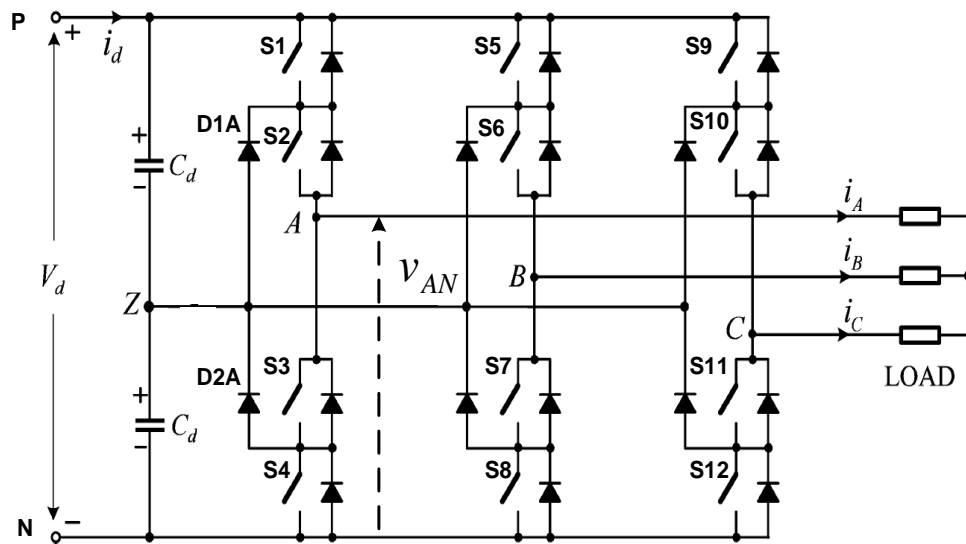 P
+
i_d
S1
S5
S9
D1A
S2
S6
S10
+
C_d
-
A
i_A
V_d
v_AN
B
i_B
Z
C
i_C
D2A
S3
S7
S11
LOAD
+
C_d
-
S4
S8
S12
N
-